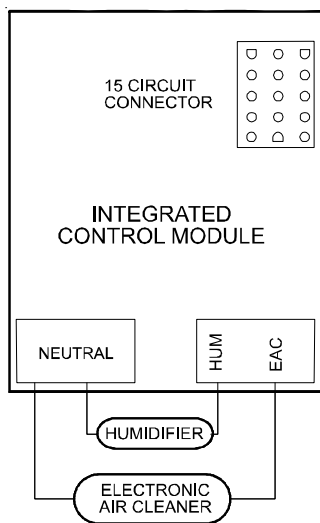 15 CIRCUIT
CONNECTOR
INTEGRATED
CONTROL MODULE
NEUTRAL
HUM
EAC
HUMIDIFIER
ELECTRONIC
AIR CLEANER